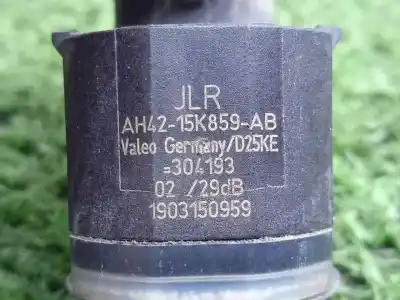 JLR
AH42-15K859-AB
Valeo Germany/D25KE
=304193
02 /29dB
1903150959